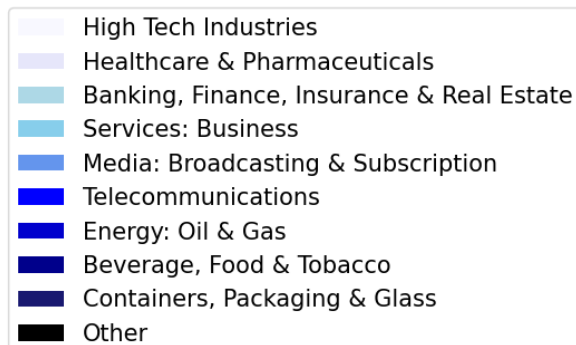 High Tech Industries
Healthcare & Pharmaceuticals
Banking, Finance, Insurance & Real Estate
Services: Business
Media: Broadcasting & Subscription
Telecommunications
Energy: Oil & Gas
Beverage, Food & Tobacco
Containers, Packaging & Glass
Other